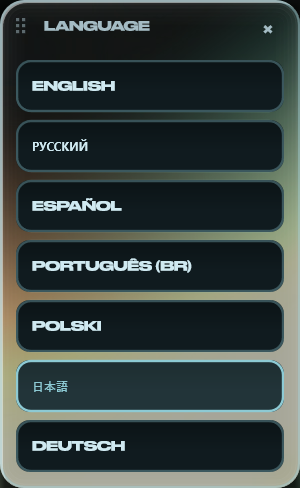 LANGUAGE
ENGLISH
РУССКИЙ
ESPAÑOL
PORTUGUÊS (BR)
POLSKI
日本語
DEUTSCH